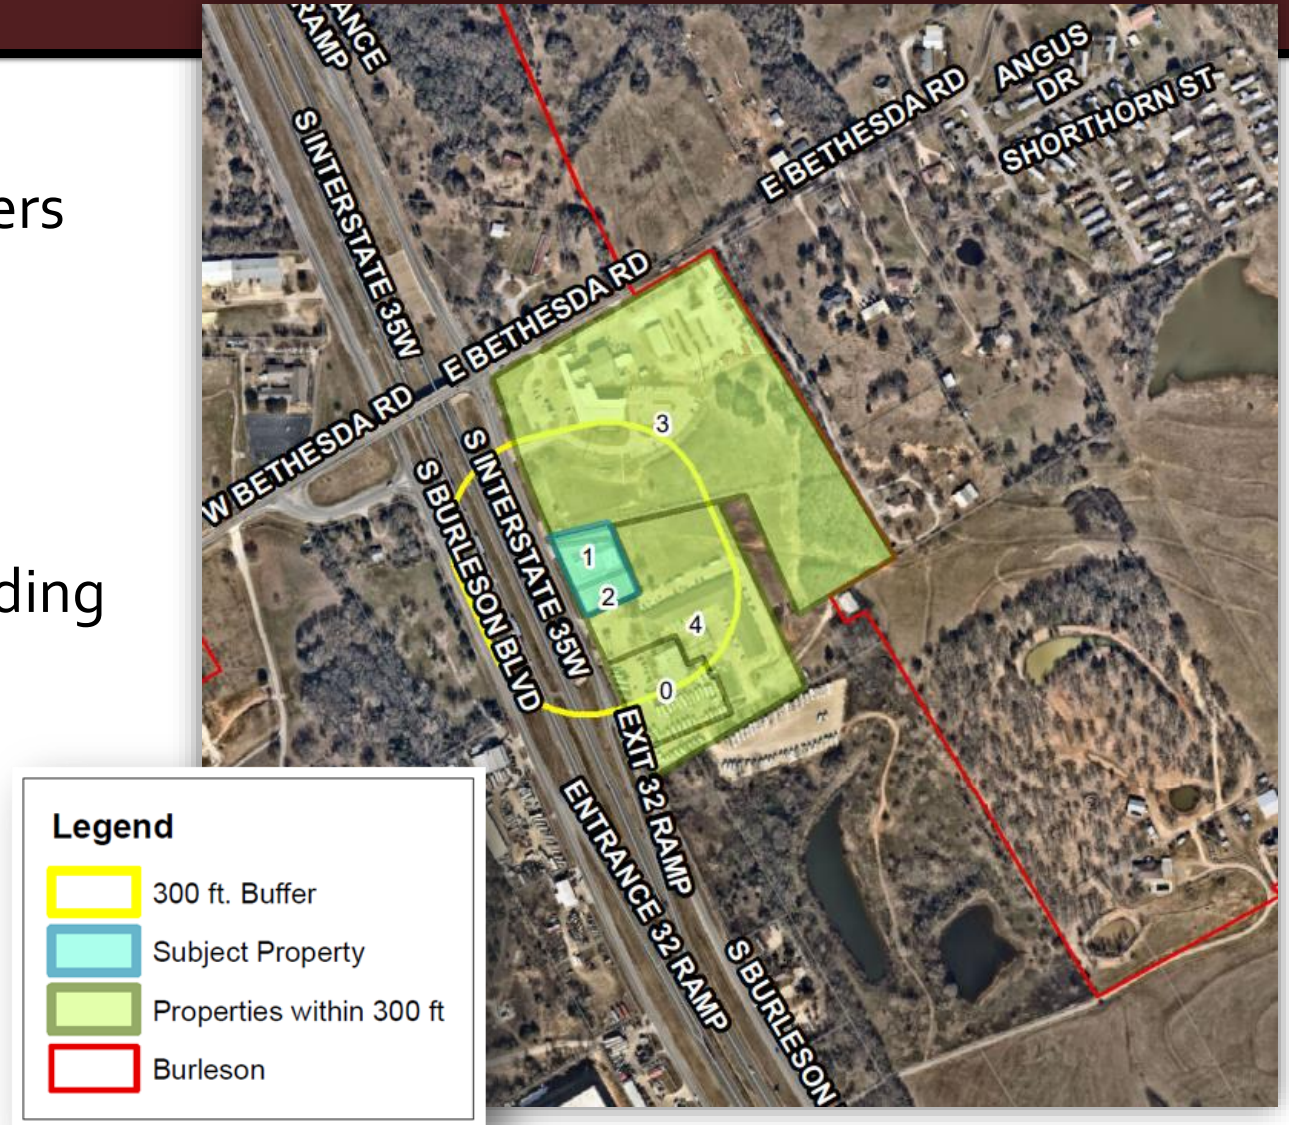 ers
ding
ANCE
RAMP
S INTERSTATE 35W
E BETHESDA RD
ANGUS
DR
SHORTHORN ST
E BETHESDA RD
W BETHESDA RD
S INTERSTATE 35W
S BURLESON BLVD
3
1
2
4
0
EXIT 32 RAMP
ENTRANCE 32 RAMP
S BURLESON
Legend
300 ft. Buffer
Subject Property
Properties within 300 ft
Burleson